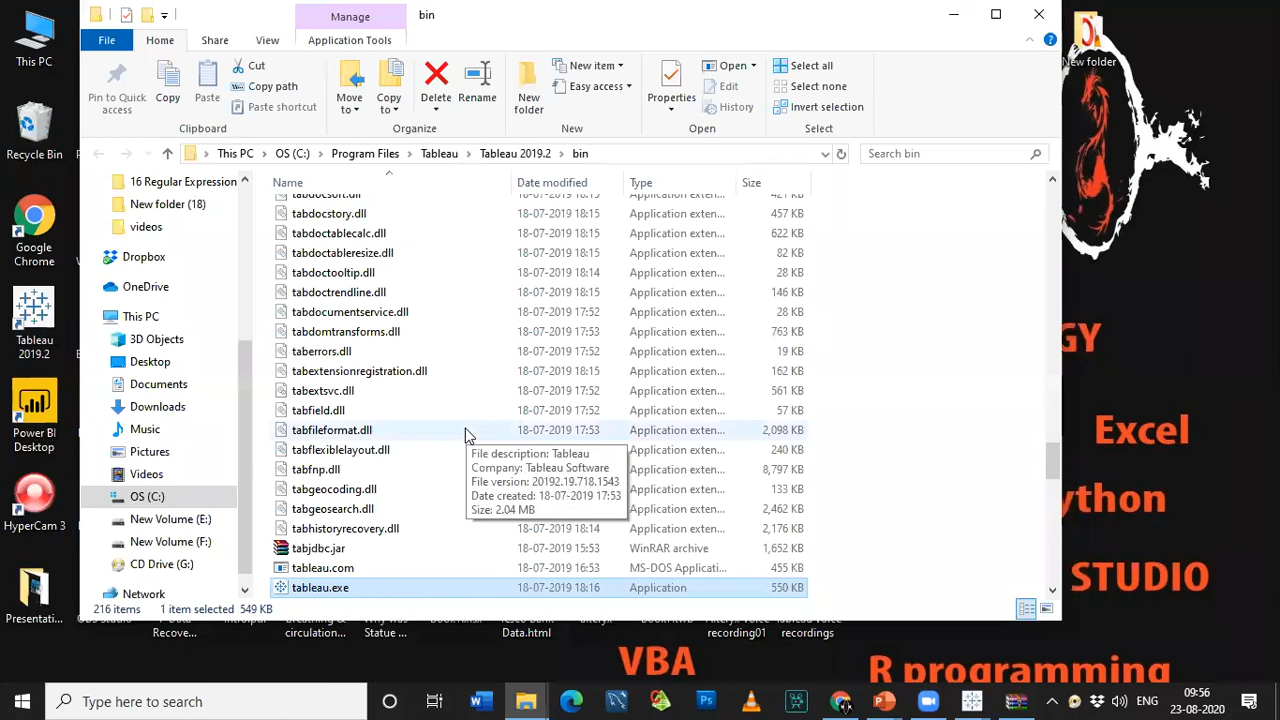 Manage
bin
File
Home
Share
View
Application Tools
Pin to Quick access
Copy
Paste
Cut
Copy path
Paste shortcut
Move to
Copy to
Delete
Rename
New folder
New item
Easy access
Properties
Open
Edit
History
Select all
Select none
Invert selection
Clipboard
Organize
New
Open
Select
This PC
OS (C:)
Program Files
Tableau
Tableau 2019.2
bin
Search bin
Name
Date modified
Type
Size
16 Regular Expression
New folder (18)
videos
Dropbox
OneDrive
This PC
3D Objects
Desktop
Documents
Downloads
Music
Pictures
Videos
OS (C:)
New Volume (E:)
New Volume (F:)
CD Drive (G:)
Network
tabdocstory.dll 18-07-2019 18:15 Application exten... 457 KB
tabdoctablecalc.dll 18-07-2019 18:15 Application exten... 622 KB
tabdoctableresize.dll 18-07-2019 18:15 Application exten... 82 KB
tabdoctooltip.dll 18-07-2019 18:14 Application exten... 28 KB
tabdoctrendline.dll 18-07-2019 18:15 Application exten... 146 KB
tabdocumentservice.dll 18-07-2019 17:52 Application exten... 28 KB
tabdomtransforms.dll 18-07-2019 17:53 Application exten... 763 KB
taberrors.dll 18-07-2019 17:52 Application exten... 19 KB
tabextensionregistration.dll 18-07-2019 18:15 Application exten... 162 KB
tabextsvc.dll 18-07-2019 17:52 Application exten... 561 KB
tabfield.dll 18-07-2019 17:52 Application exten... 57 KB
tabfileformat.dll 18-07-2019 17:53 Application exten... 2,098 KB
tabflexiblelayout.dll Application exten... 240 KB
tabfnp.dll Application exten... 8,797 KB
tabgeocoding.dll Application exten... 133 KB
tabgeosearch.dll Application exten... 2,462 KB
tabhistoryrecovery.dll 18-07-2019 18:14 Application exten... 2,176 KB
tabjdbc.jar 18-07-2019 15:53 WinRAR archive 1,652 KB
tableau.com 18-07-2019 16:53 MS-DOS Applicati... 455 KB
tableau.exe 18-07-2019 18:16 Application 550 KB
File description: Tableau
Company: Tableau Software
File version: 20192.19.718.1543
Date created: 18-07-2019 17:53
Size: 2.04 MB
216 items
1 item selected 549 KB
This PC
Recycle Bin
Google Chrome
Tableau 2019.2
Power BI Desktop
HyperCam 3
Presentati...
New folder
Data Recove...
Breathing circulation...
Why was Statue ...
Data.html
recording01
recordings
GY
Excel
ython
STUDIO
VBA
R programming
Type here to search
ENG
09:56
23-08-2020